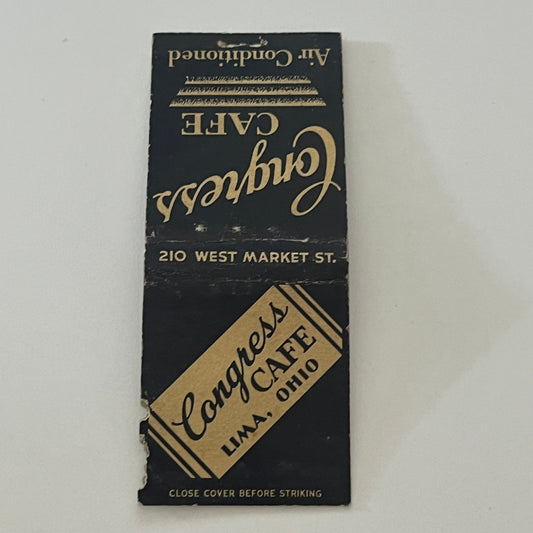 Air Conditioned
Congress
CAFE
210 WEST MARKET ST.
Congress
CAFE
LIMA, OHIO
CLOSE COVER BEFORE STRIKING